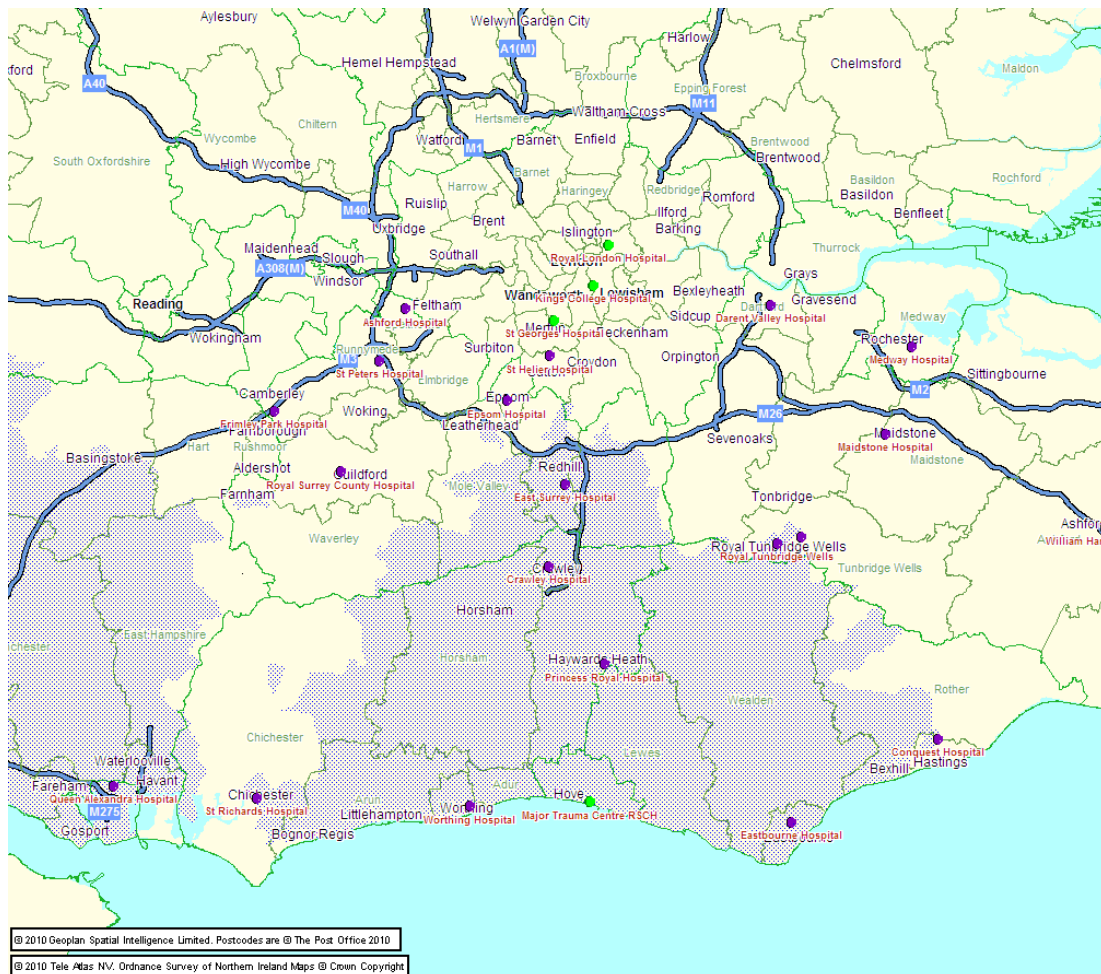 Aylesbury
Welwyn Garden City
A1(M)
Harlow
Hemel Hempstead
Chelmsford
Maldon
Broxbourne
A40
Epping Forest
M11
Waltham Cross
Hertsmere
Chiltern
Wycombe
Watford
M1
Barnet
Enfield
Brentwood
Brentwood
South Oxfordshire
High Wycombe
Barnet
Basildon
Rochford
Harrow
Haringey
Redbridge
Romford
Basildon
Ruislip
M40
Ilford
Benfleet
Brent
Uxbridge
Islington
Barking
Maidenhead
Southall
Royal London Hospital
Thurrock
Slough
London
A308(M)
Windsor
Grays
Wandsworth
Lewisham
Bexleyheath
Reading
Feltham
Kings College Hospital
Gravesend
Ashford Hospital
Sidcup
Darent Valley Hospital
Medway
Merton
St Georges Hospital
Wokingham
Runnymede
Surbiton
Rochester
M3
Croydon
Orpington
Medway Hospital
St Peters Hospital
St Helier Hospital
Sittingbourne
Elmbridge
M2
Camberley
Epsom
Woking
Epsom Hospital
M26
Frimley Park Hospital
Leatherhead
Farnborough
Maidstone
Sevenoaks
Hart
Rushmoor
Maidstone Hospital
Basingstoke
Redhill
Maidstone
Aldershot
Guildford
Royal Surrey County Hospital
Mole Valley
Farnham
East Surrey Hospital
Tonbridge
Waverley
Royal Tunbridge Wells
Royal Tunbridge Wells
Crawley
Tunbridge Wells
Crawley Hospital
Horsham
East Hampshire
Horsham
Haywards Heath
Princess Royal Hospital
Rother
Wealden
Chichester
Lewes
Conquest Hospital
Waterlooville
Hastings
Bexhill
Fareham
Havant
Adur
Queen Alexandra Hospital
Chichester
Arun
Hove
M275
St Richards Hospital
Littlehampton
Worthing
Worthing Hospital
Major Trauma Centre RSCH
Gosport
Bognor Regis
Eastbourne Hospital
© 2010 Geoplan Spatial Intelligence Limited. Postcodes are © The Post Office 2010
© 2010 Tele Atlas NV. Ordnance Survey of Northern Ireland Maps © Crown Copyright